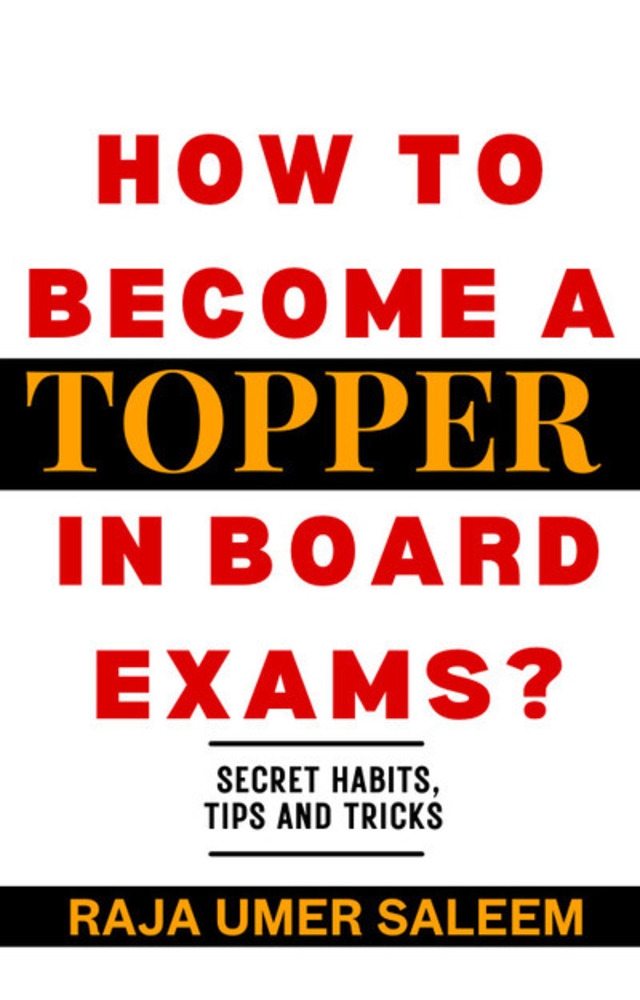 HOW TO
BECOME A
TOPPER
IN BOARD
EXAMS?
SECRET HABITS,
TIPS AND TRICKS
RAJA UMER SALEEM